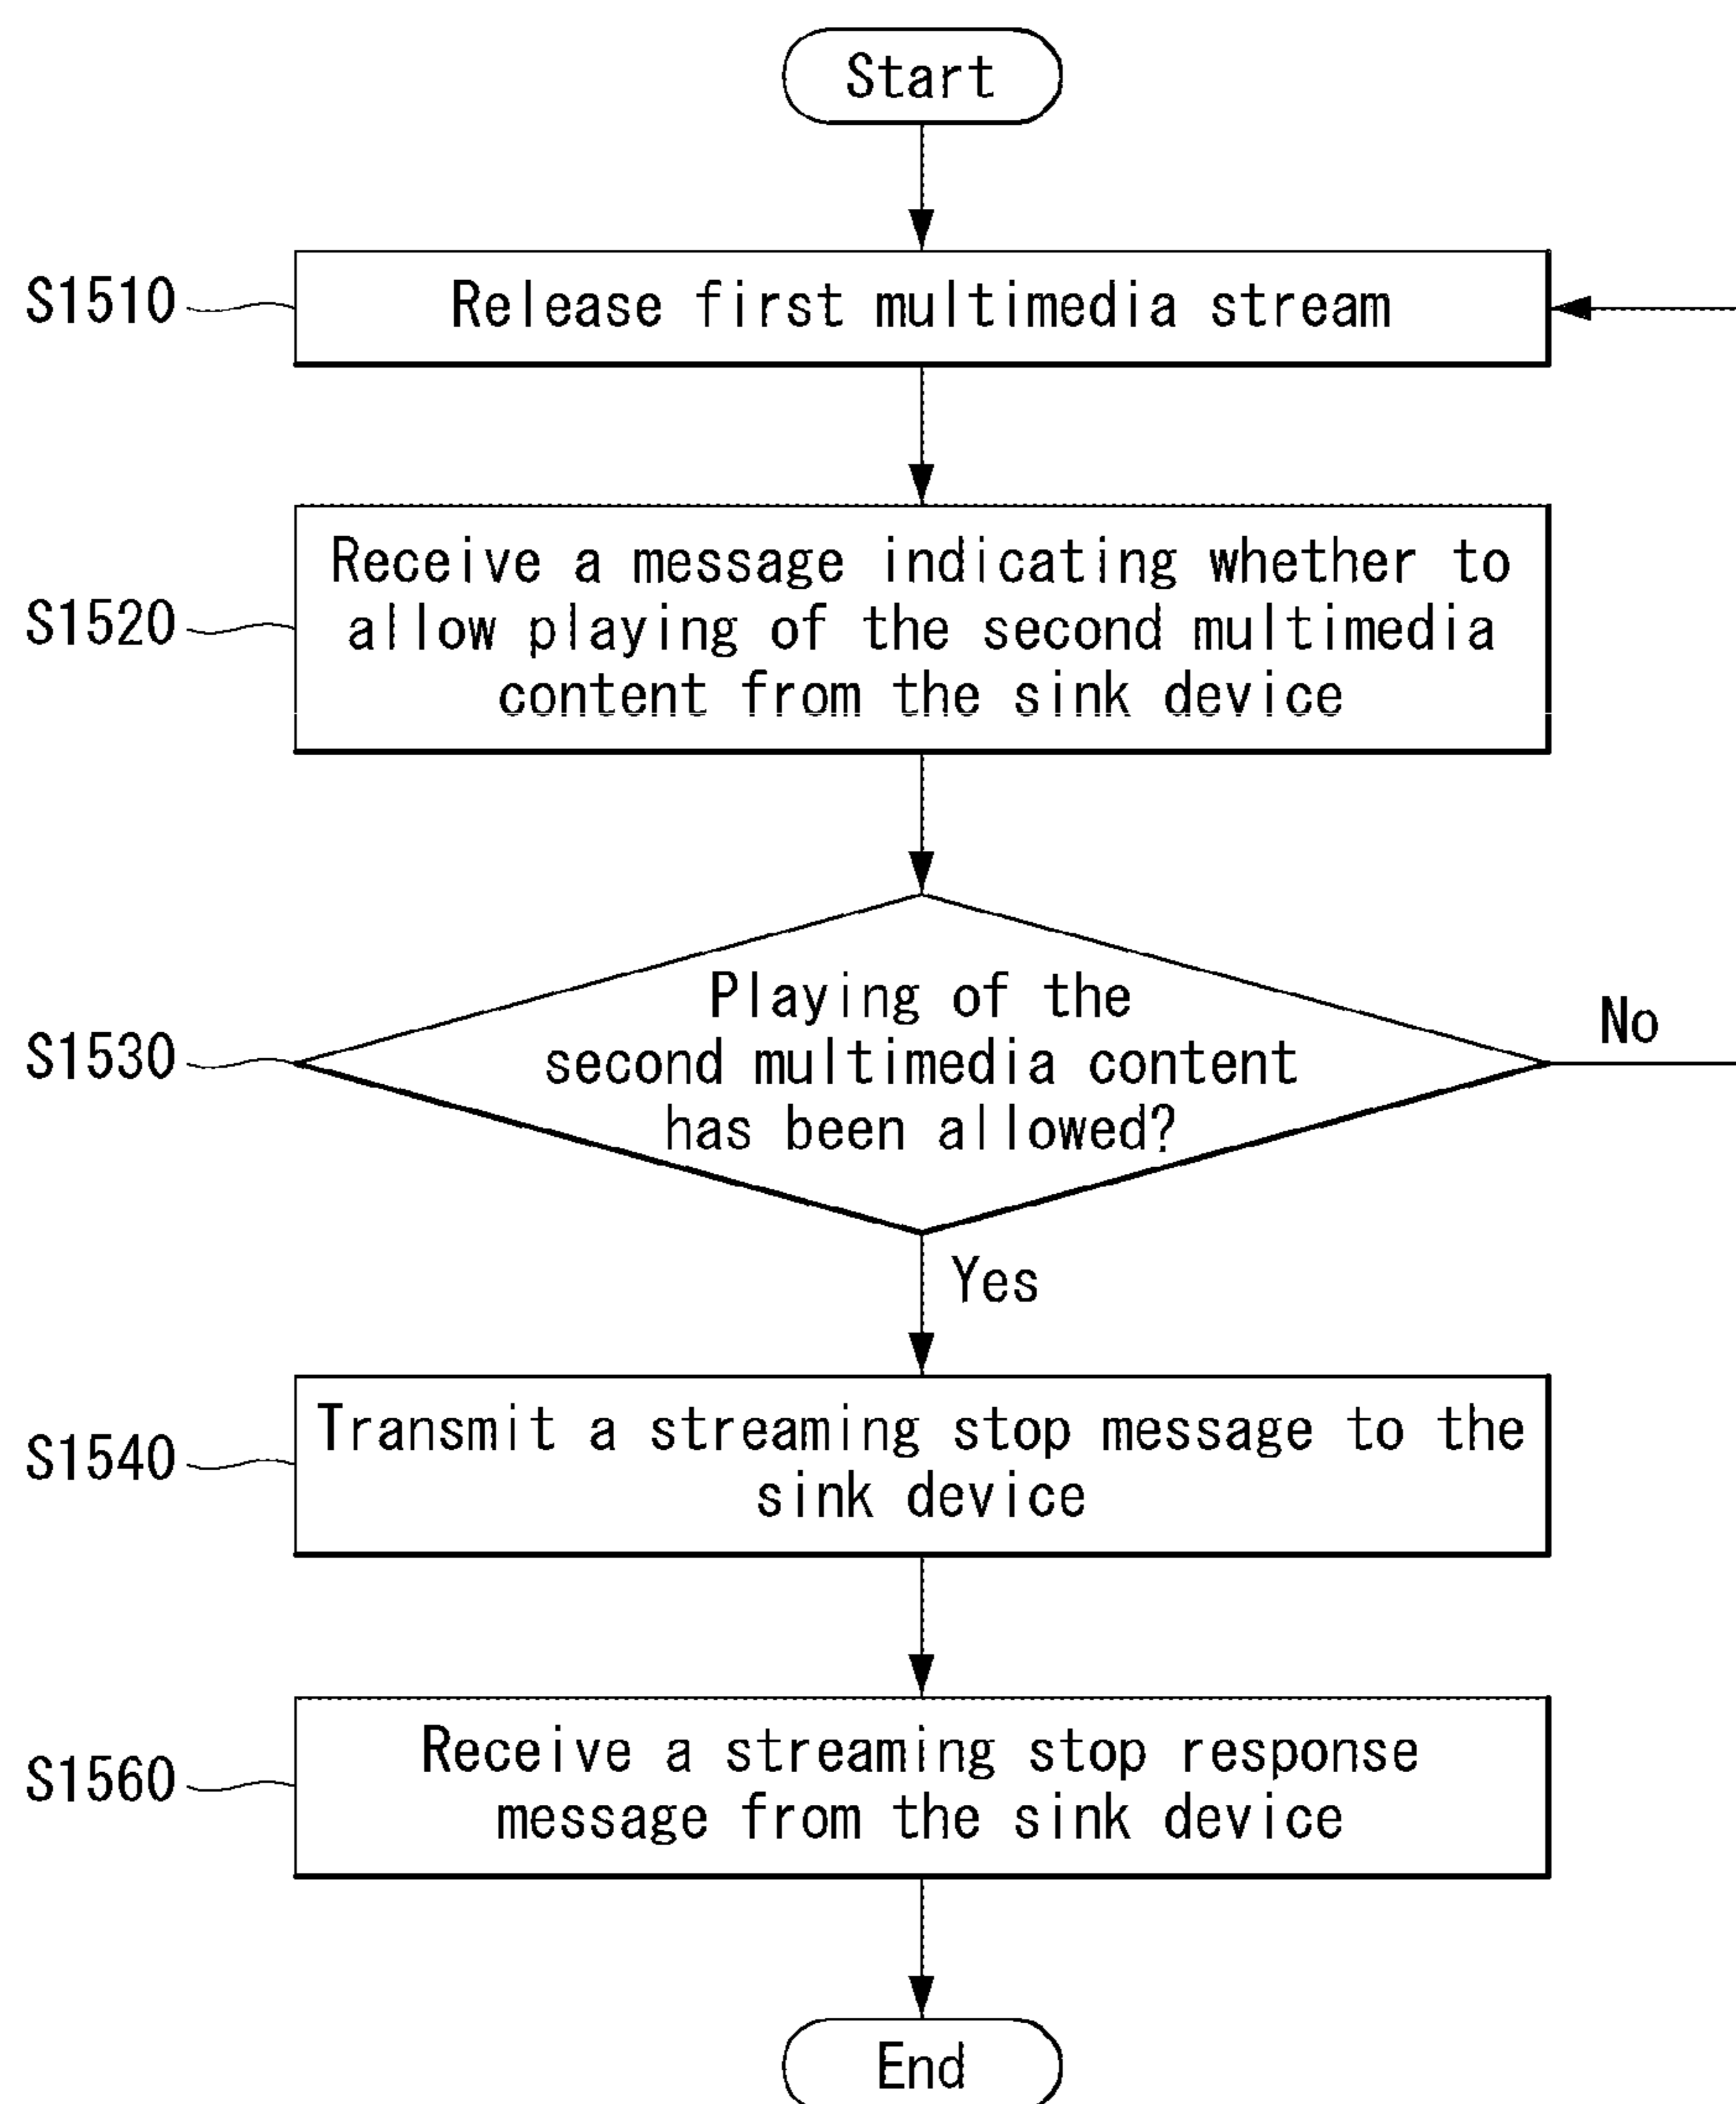 Start
S1510
Release first multimedia stream
S1520
Receive a message indicating whether to
allow playing of the second multimedia
content from the sink device
S1530
Playing of the
second multimedia content
has been allowed?
No
Yes
S1540
Transmit a streaming stop message to the
sink device
S1560
Receive a streaming stop response
message from the sink device
End